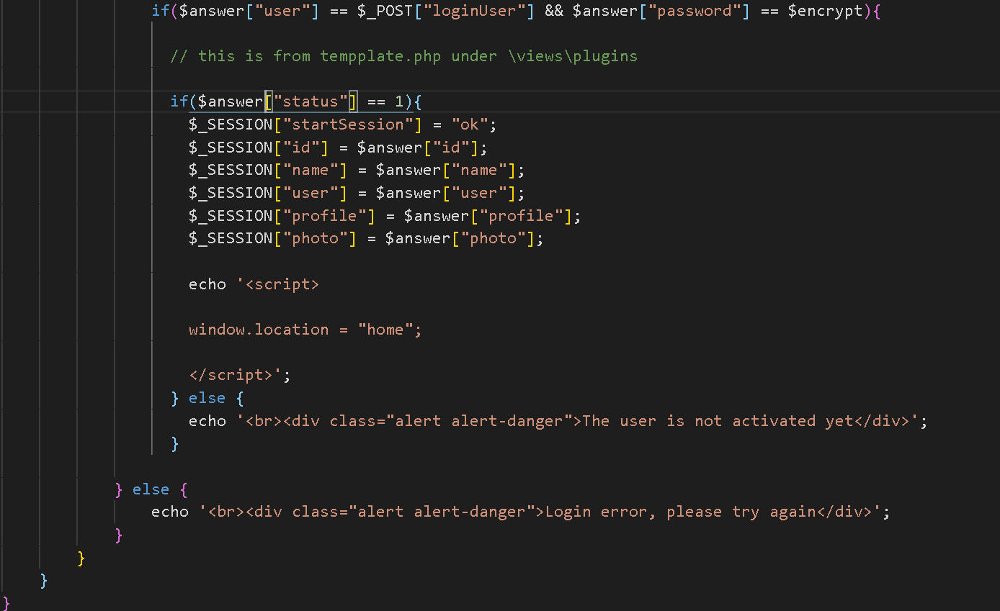 if($answer["user"] == $_POST["loginUser"] && $answer["password"] == $encrypt){
// this is from tempplate.php under \views\plugins
if($answer["status"] == 1){
$_SESSION["startSession"] = "ok";
$_SESSION["id"] = $answer["id"];
$_SESSION["name"] = $answer["name"];
$_SESSION["user"] = $answer["user"];
$_SESSION["profile"] = $answer["profile"];
$_SESSION["photo"] = $answer["photo"];
echo '<script>
window.location = "home";
</script>';
} else {
echo '<br><div class="alert alert-danger">The user is not activated yet</div>';
}
} else {
echo '<br><div class="alert alert-danger">Login error, please try again</div>';
}
}
}
}